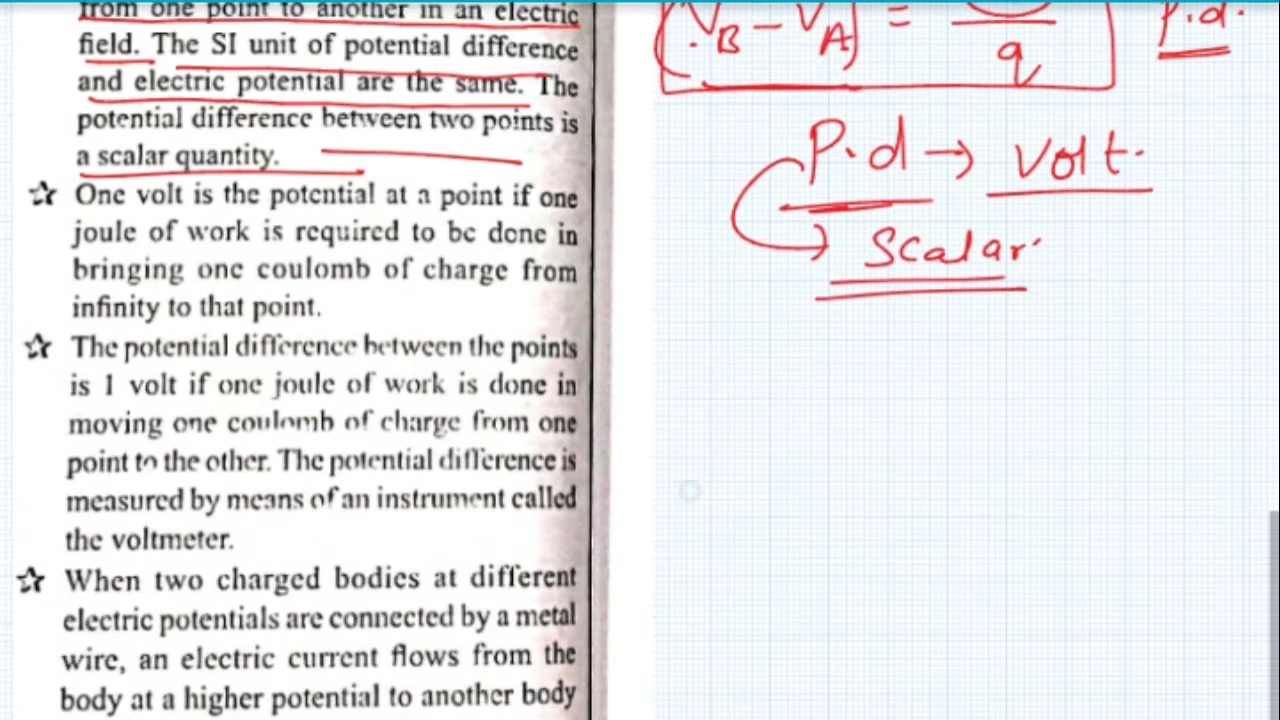 from one point to another in an electric
field. The SI unit of potential difference
and electric potential are the same. The
potential difference between two points is
a scalar quantity.
☆ One volt is the potential at a point if one
joule of work is required to be done in
bringing one coulomb of charge from
infinity to that point.
☆ The potential difference between the points
is 1 volt if one joule of work is done in
moving one coulomb of charge from one
point to the other. The potential difference is
measured by means of an instrument called
the voltmeter.
☆ When two charged bodies at different
electric potentials are connected by a metal
wire, an electric current flows from the
body at a higher potential to another body
(VB - VA) = q
P.d.
P.d → Volt.
Scalar